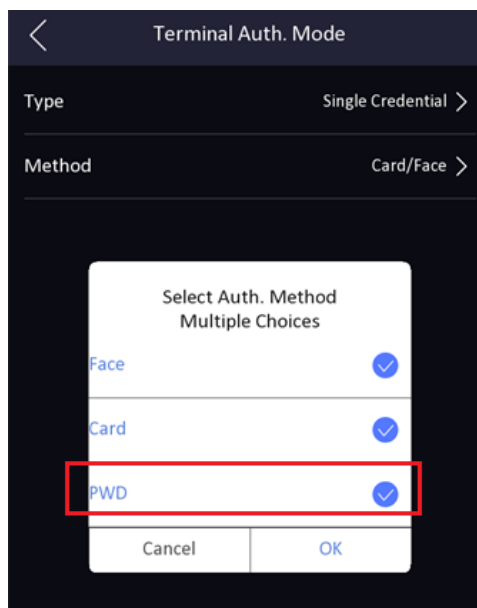 Terminal Auth. Mode
Type Single Credential
Method Card/Face
Select Auth. Method
Multiple Choices
Face
Card
PWD
Cancel OK